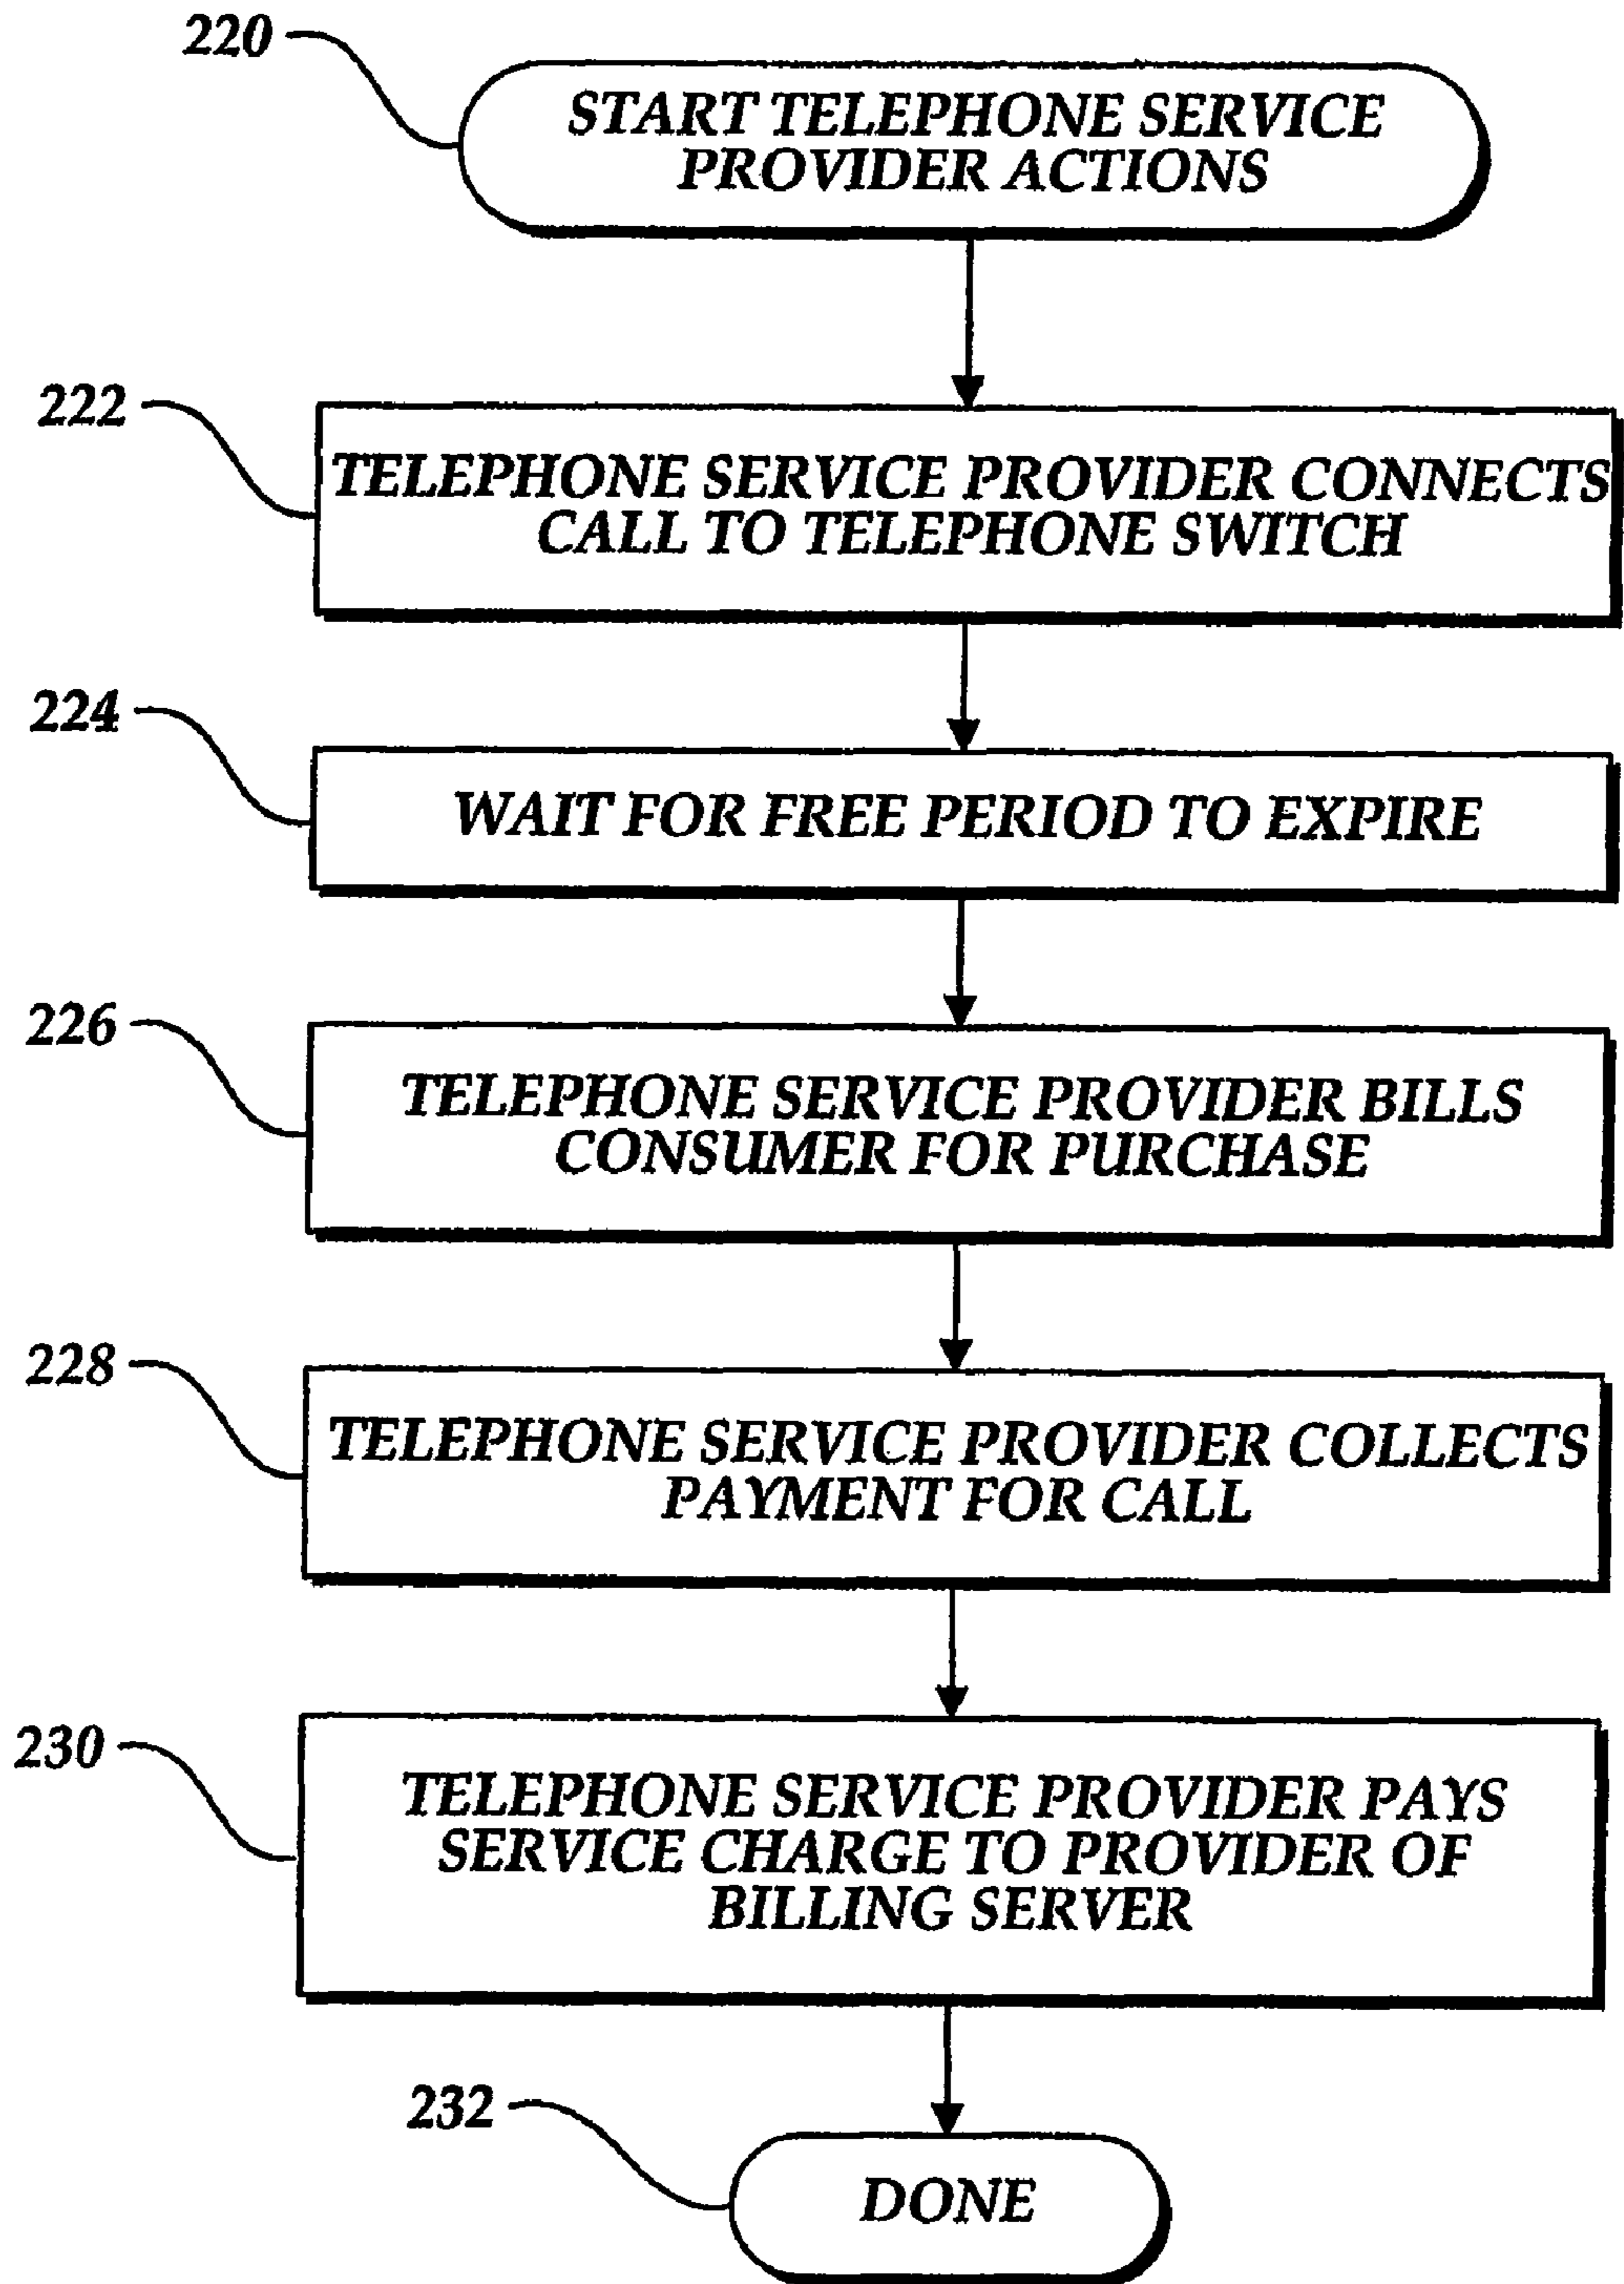 220
START TELEPHONE SERVICE
PROVIDER ACTIONS
222
TELEPHONE SERVICE PROVIDER CONNECTS
CALL TO TELEPHONE SWITCH
224
WAIT FOR FREE PERIOD TO EXPIRE
226
TELEPHONE SERVICE PROVIDER BILLS
CONSUMER FOR PURCHASE
228
TELEPHONE SERVICE PROVIDER COLLECTS
PAYMENT FOR CALL
230
TELEPHONE SERVICE PROVIDER PAYS
SERVICE CHARGE TO PROVIDER OF
BILLING SERVER
232
DONE